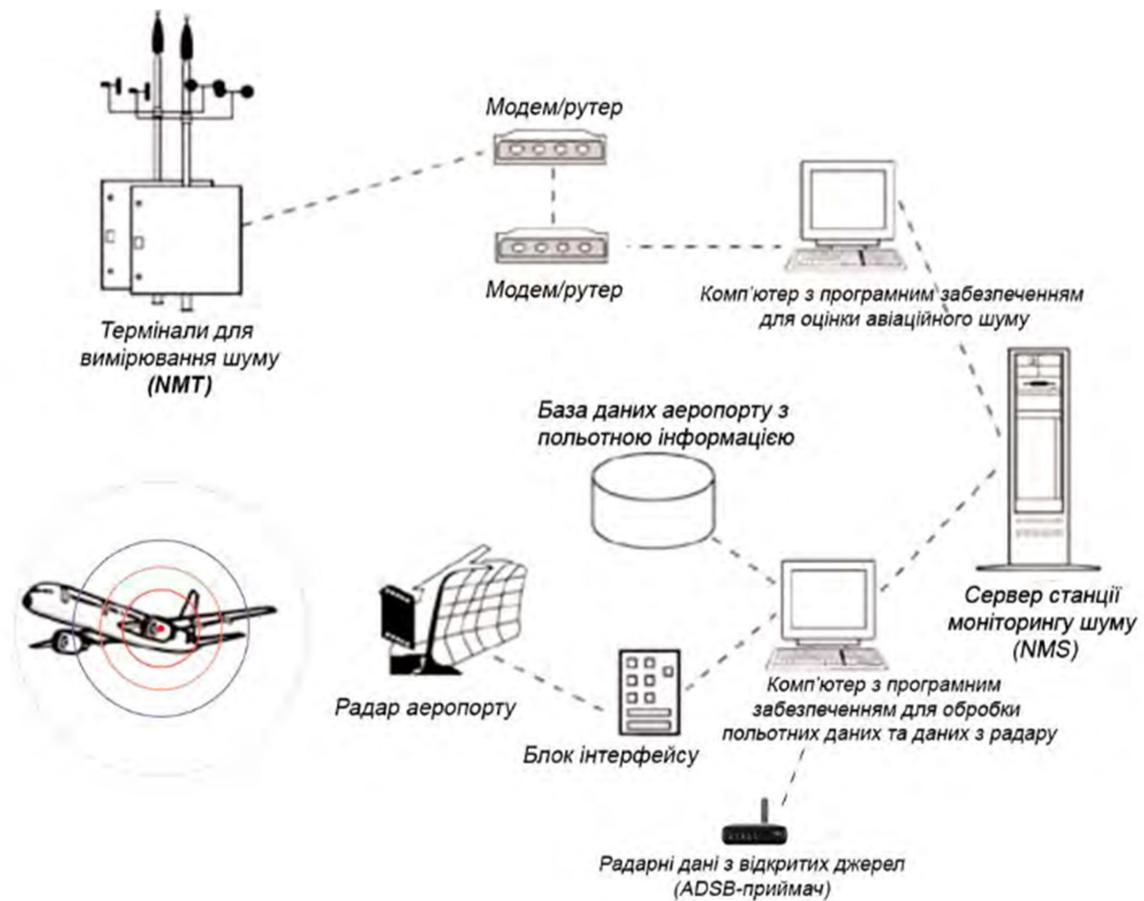 Модем/рутер
Модем/рутер
Комп'ютер з програмним забезпеченням
для оцінки авіаційного шуму
Термінали для
вимірювання шуму
(NMT)
База даних аеропорту з
польотною інформацією
Сервер станції
моніторингу шуму
(NMS)
Радар аеропорту
Блок інтерфейсу
Комп'ютер з програмним
забезпеченням для обробки
польотних даних та даних з радару
Радарні дані з відкритих джерел
(ADSB-приймач)